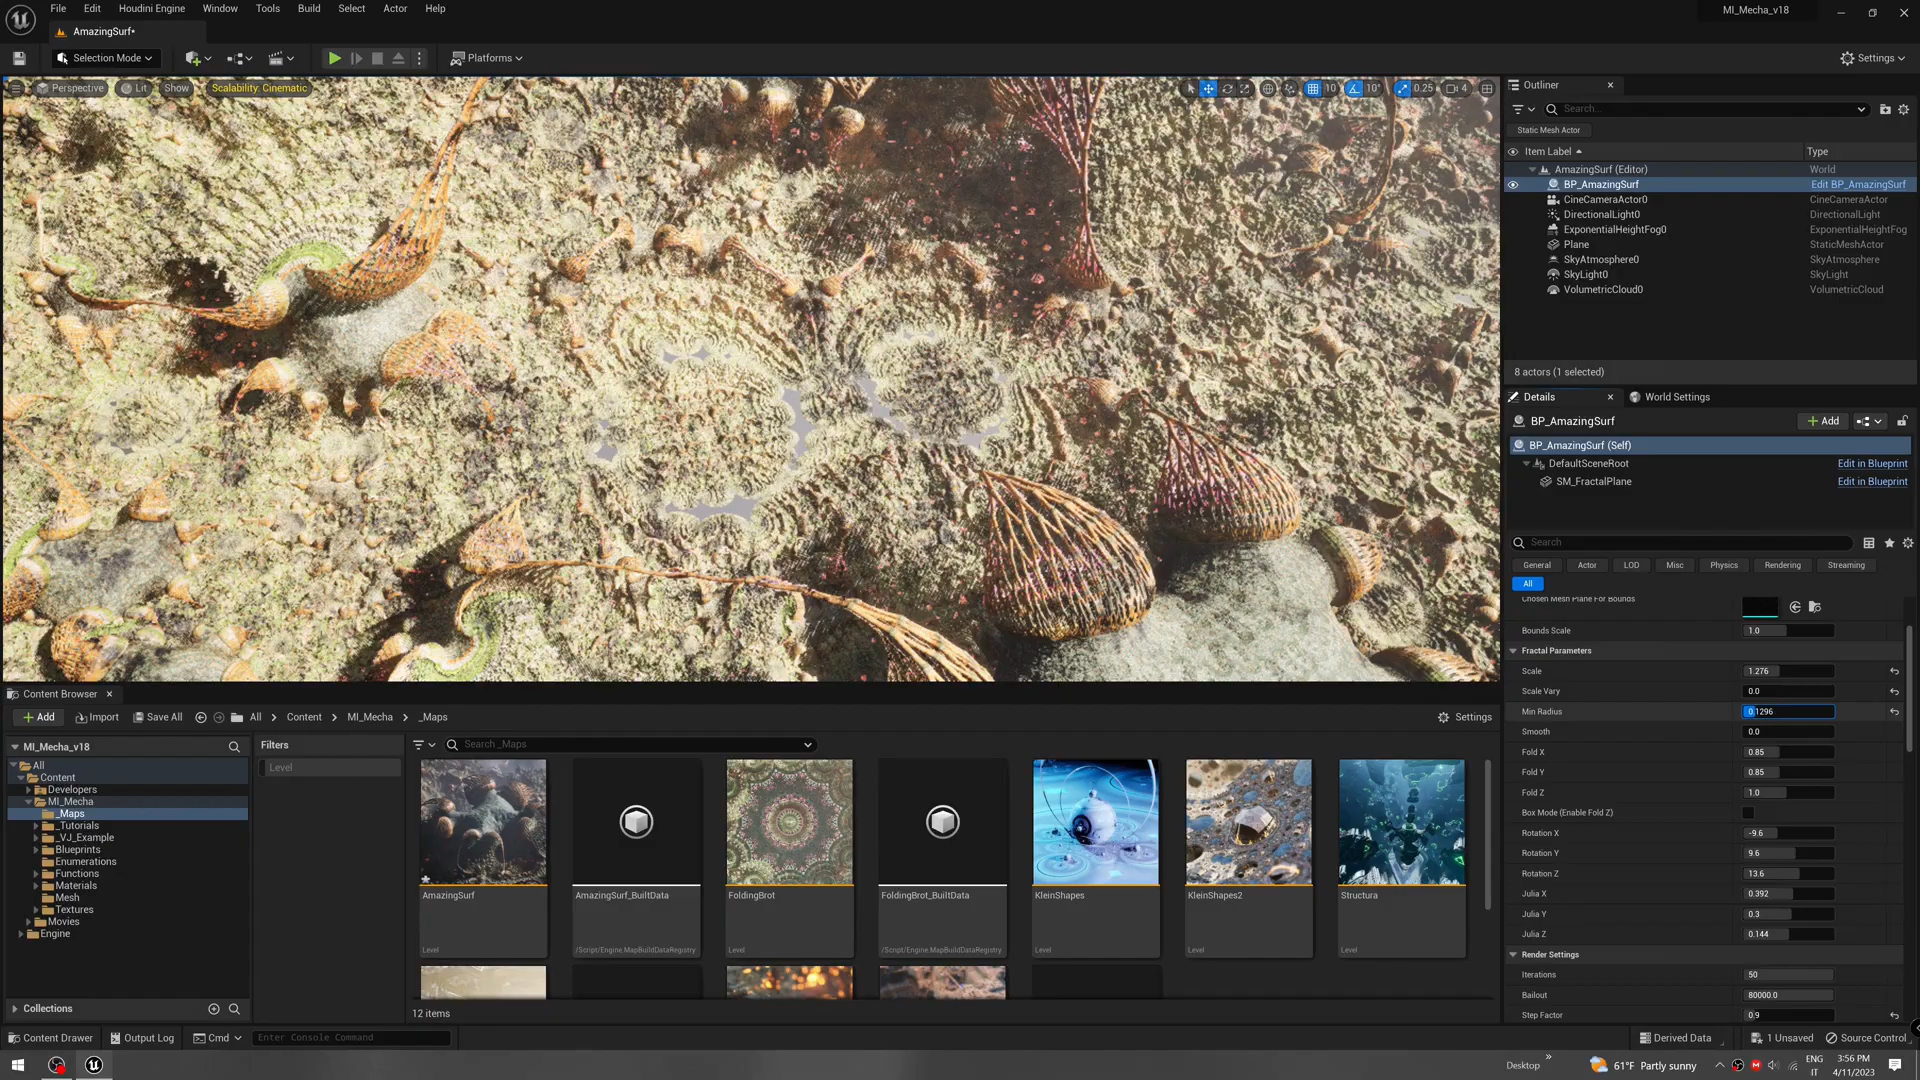 File Edit Houdini Engine Window Tools Build Select Actor Help
MI_Mecha_v18
AmazingSurf•
Selection Mode
Platforms
Settings
Perspective Lit Show Scalability: Cinematic
10 10° 0.25 4
Outliner
Search...
Static Mesh Actor
Item Label Type
AmazingSurf (Editor) World
BP_AmazingSurf Edit BP_AmazingSurf
CineCameraActor0 CineCameraActor
DirectionalLight0 DirectionalLight
ExponentialHeightFog0 ExponentialHeightFog
Plane StaticMeshActor
SkyAtmosphere0 SkyAtmosphere
SkyLight0 SkyLight
VolumetricCloud0 VolumetricCloud
8 actors (1 selected)
Details World Settings
BP_AmazingSurf Add
BP_AmazingSurf (Self)
DefaultSceneRoot Edit in Blueprint
SM_FractalPlane Edit in Blueprint
Search
General Actor LOD Misc Physics Rendering Streaming
All
Chosen Mesh Plane For Bounds
Bounds Scale 1.0
Fractal Parameters
Scale 1.276
Scale Vary 0.0
Min Radius 0.1296
Smooth 0.0
Fold X 0.85
Fold Y 0.85
Fold Z 1.0
Box Mode (Enable Fold Z)
Rotation X -9.6
Rotation Y 9.6
Rotation Z 13.6
Julia X 0.392
Julia Y 0.3
Julia Z 0.144
Render Settings
Iterations 50
Bailout 80000.0
Step Factor 0.9
Content Browser
Add Import Save All All Content MI_Mecha _Maps
Settings
MI_Mecha_v18
All
Content
Developers
MI_Mecha
_Maps
_Tutorials
_VJ_Example
Blueprints
Enumerations
Functions
Materials
Mesh
Textures
Movies
Engine
Collections
Filters
Level
Search _Maps
AmazingSurf AmazingSurf_BuiltData FoldingBrot FoldingBrot_BuiltData KleinShapes KleinShapes2 Structura
Level /Script/Engine.MapBuildDataRegistry Level /Script/Engine.MapBuildDataRegistry Level Level Level
12 items
Content Drawer Output Log Cmd Enter Console Command
Derived Data 1 Unsaved Source Control
Desktop
61°F Partly sunny
ENG
IT
3:56 PM
4/11/2023